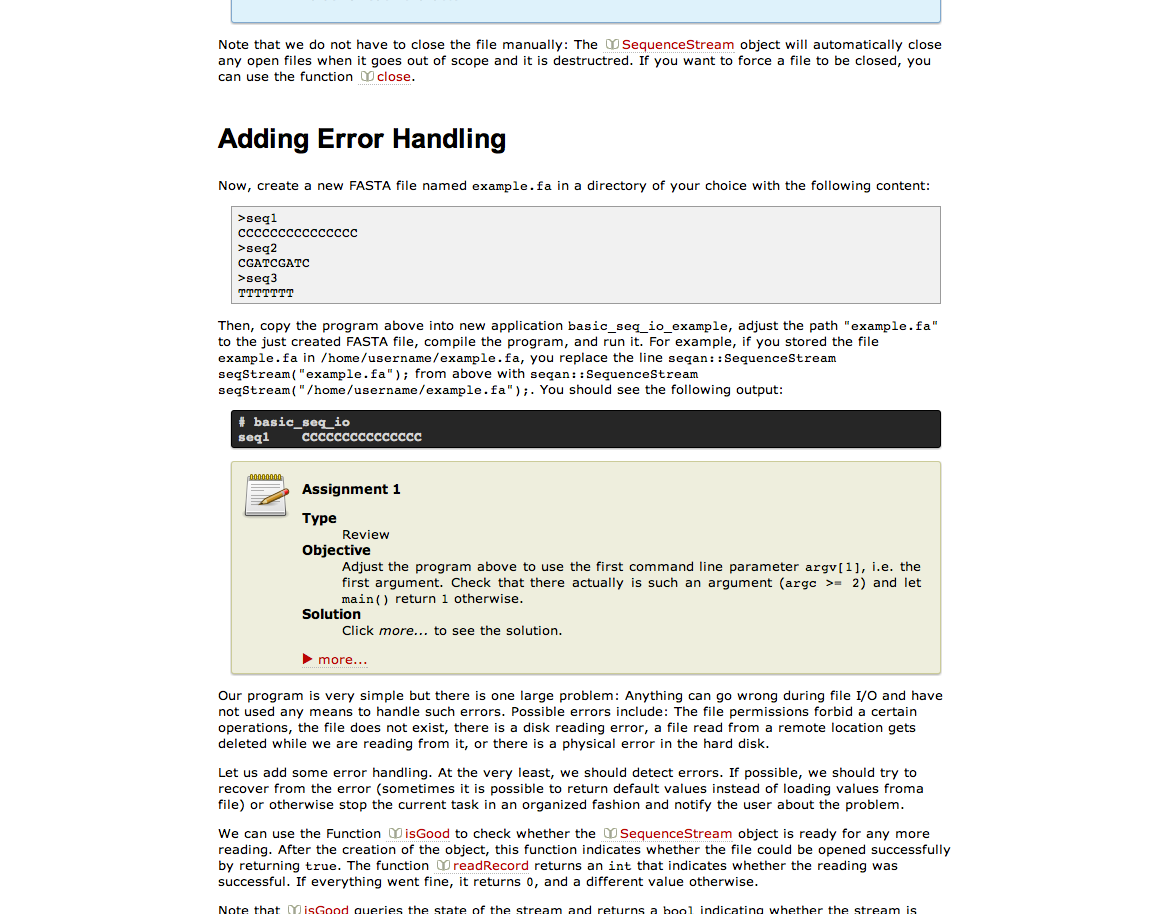 Note that we do not have to close the file manually: The SequenceStream object will automatically close
any open files when it goes out of scope and it is destructred. If you want to force a file to be closed, you
can use the function close.
Adding Error Handling
Now, create a new FASTA file named example.fa in a directory of your choice with the following content:
>seq1
CCCCCCCCCCCCCCC
>seq2
CGATCGATC
>seq3
TTTTTTT
Then, copy the program above into new application basic_seq_io_example, adjust the path "example.fa"
to the just created FASTA file, compile the program, and run it. For example, if you stored the file
example.fa in /home/username/example.fa, you replace the line seqan::SequenceStream
seqStream("example.fa"); from above with seqan::SequenceStream
seqStream("/home/username/example.fa");. You should see the following output:
# basic_seq_io
seq1    CCCCCCCCCCCCCCC
Assignment 1
Type
Review
Objective
Adjust the program above to use the first command line parameter argv[1], i.e. the
first argument. Check that there actually is such an argument (argc >= 2) and let
main() return 1 otherwise.
Solution
Click more... to see the solution.
more...
Our program is very simple but there is one large problem: Anything can go wrong during file I/O and have
not used any means to handle such errors. Possible errors include: The file permissions forbid a certain
operations, the file does not exist, there is a disk reading error, a file read from a remote location gets
deleted while we are reading from it, or there is a physical error in the hard disk.
Let us add some error handling. At the very least, we should detect errors. If possible, we should try to
recover from the error (sometimes it is possible to return default values instead of loading values froma
file) or otherwise stop the current task in an organized fashion and notify the user about the problem.
We can use the Function isGood to check whether the SequenceStream object is ready for any more
reading. After the creation of the object, this function indicates whether the file could be opened successfully
by returning true. The function readRecord returns an int that indicates whether the reading was
successful. If everything went fine, it returns 0, and a different value otherwise.
Note that isGood queries the state of the stream and returns a bool indicating whether the stream is